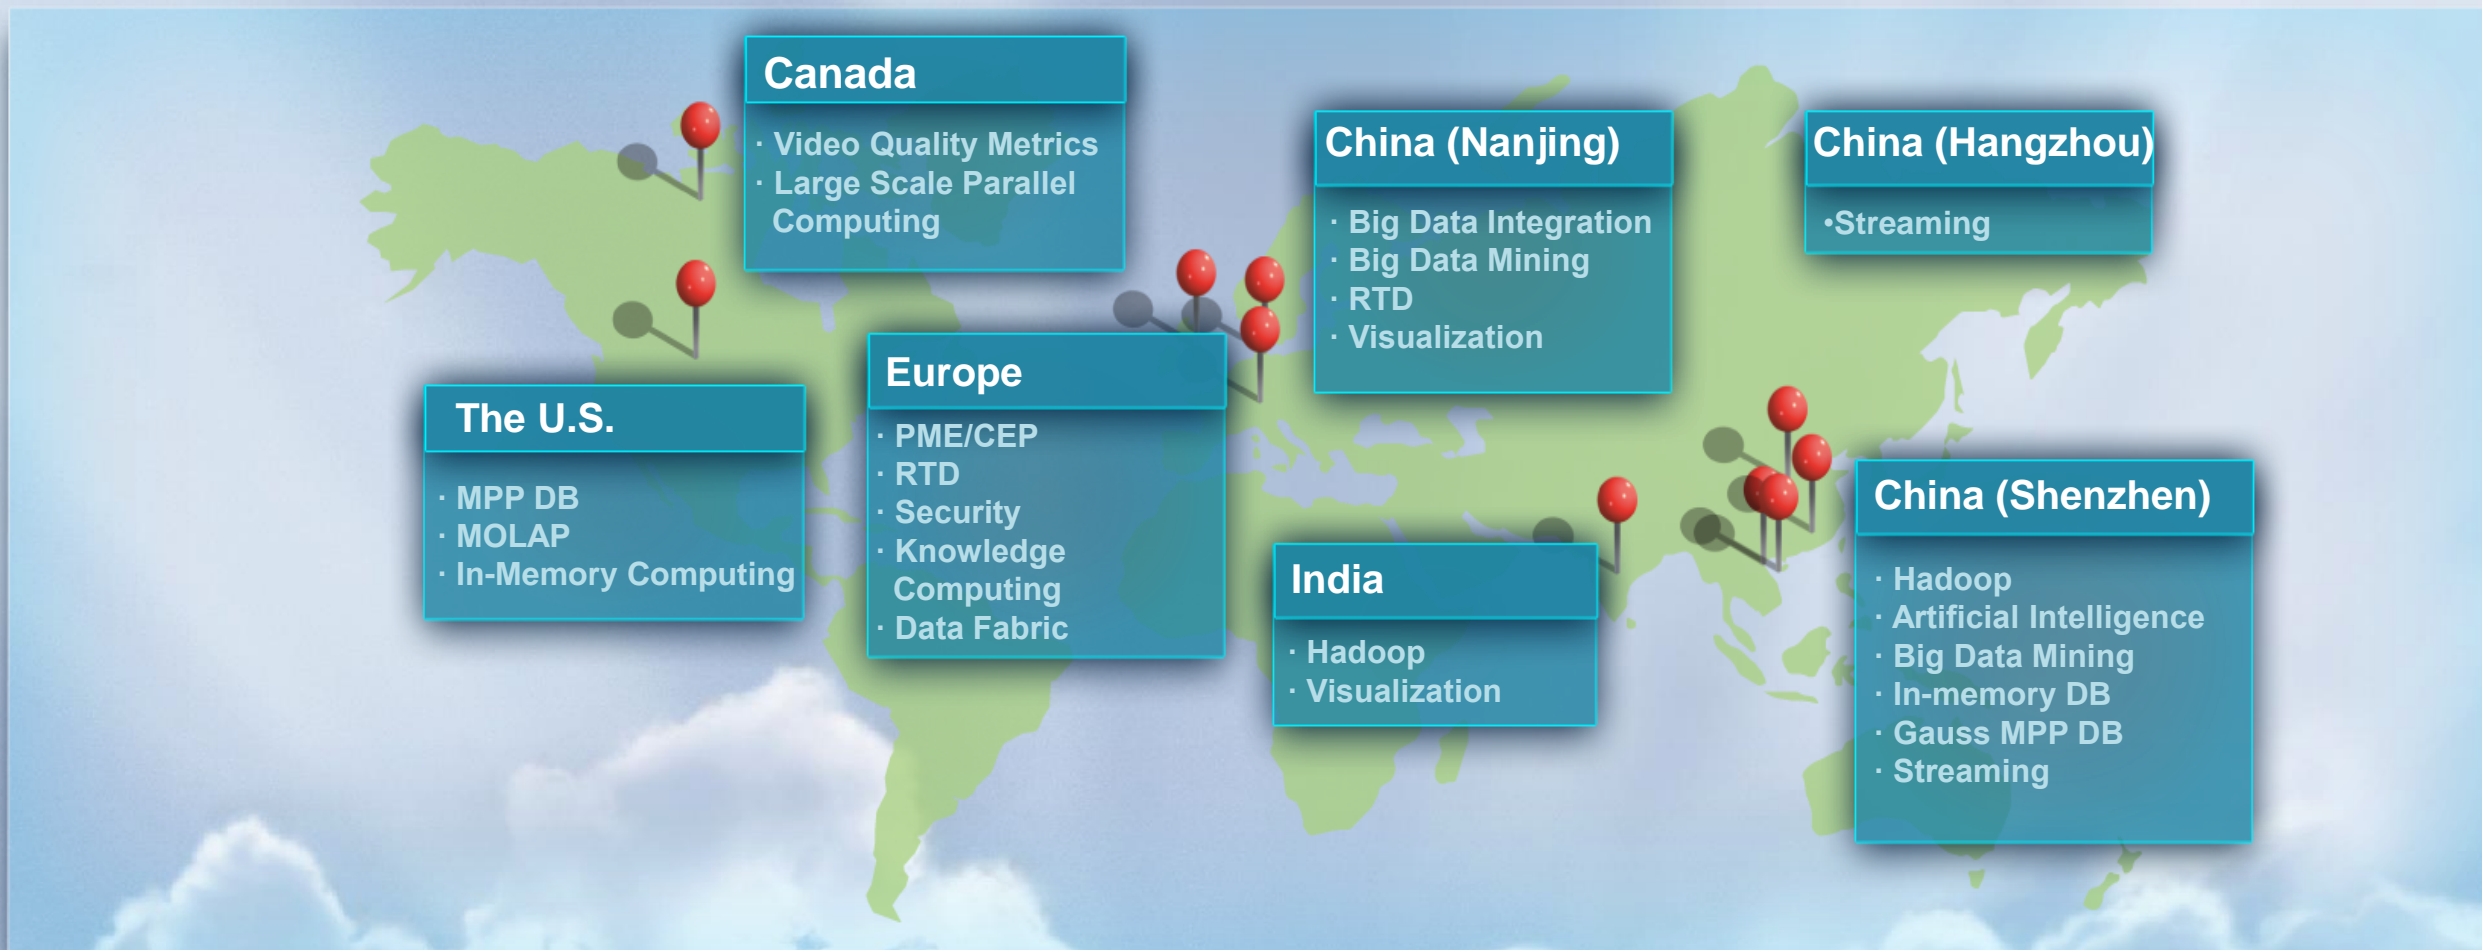 Canada
· Video Quality Metrics
· Large Scale Parallel
Computing
The U.S.
· MPP DB
· MOLAP
· In-Memory Computing
Europe
· PME/CEP
· RTD
· Security
· Knowledge
Computing
· Data Fabric
China (Nanjing)
· Big Data Integration
· Big Data Mining
· RTD
· Visualization
India
· Hadoop
· Visualization
China (Hangzhou)
•Streaming
China (Shenzhen)
· Hadoop
· Artificial Intelligence
· Big Data Mining
· In-memory DB
· Gauss MPP DB
· Streaming